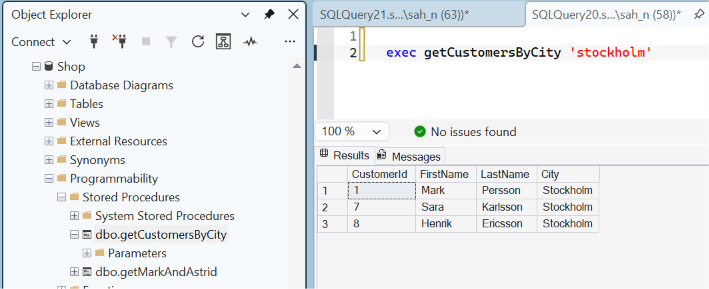 Object Explorer
Connect
Shop
Database Diagrams
Tables
Views
External Resources
Synonyms
Programmability
Stored Procedures
System Stored Procedures
dbo.getCustomersByCity
Parameters
dbo.getMarkAndAstrid
SQLQuery21.s...\sah_n (63))*
SQLQuery20.s...\sah_n (58))*
1
2 exec getCustomersByCity 'stockholm'
100 %
No issues found
Results Messages
CustomerId FirstName LastName City
1 1 Mark Persson Stockholm
2 7 Sara Karlsson Stockholm
3 8 Henrik Ericsson Stockholm